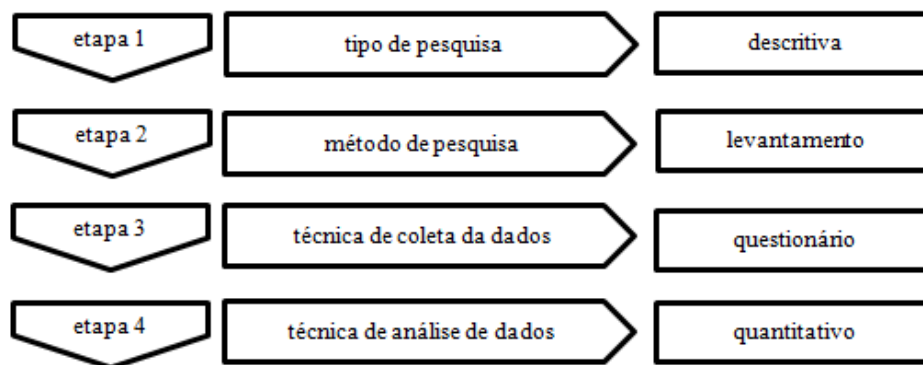 etapa 1 tipo de pesquisa descritiva
etapa 2 método de pesquisa levantamento
etapa 3 técnica de coleta da dados questionário
etapa 4 técnica de análise de dados quantitativo